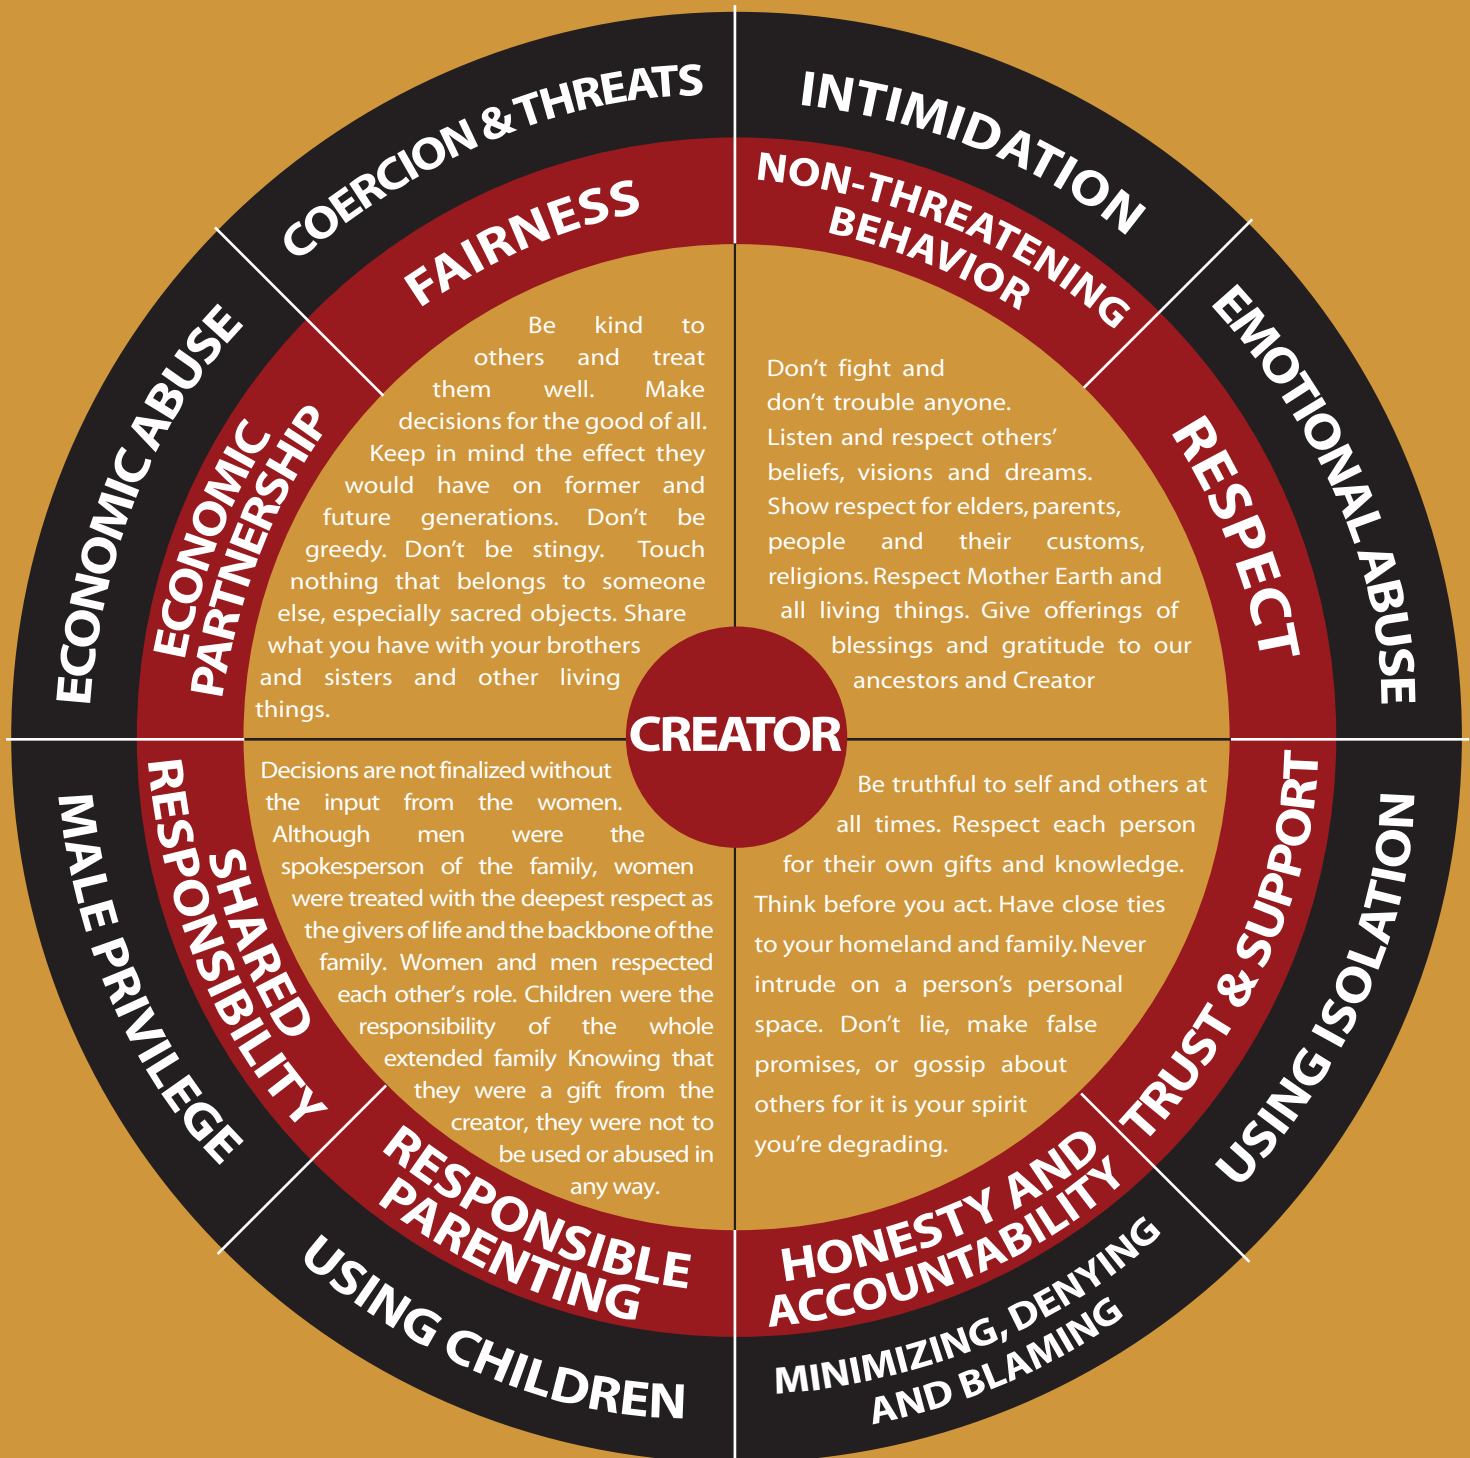 COERCION & THREATS
INTIMIDATION
EMOTIONAL ABUSE
USING ISOLATION
MINIMIZING, DENYING
AND BLAMING
USING CHILDREN
MALE PRIVILEGE
ECONOMIC ABUSE
FAIRNESS
NON-THREATENING
BEHAVIOR
RESPECT
TRUST & SUPPORT
HONESTY AND
ACCOUNTABILITY
RESPONSIBLE
PARENTING
SHARED
RESPONSIBILITY
ECONOMIC
PARTNERSHIP
Be kind to
others and treat
them well. Make
decisions for the good of all.
Keep in mind the effect they
would have on former and
future generations. Don’t be
greedy. Don’t be stingy. Touch
nothing that belongs to someone
else, especially sacred objects. Share
what you have with your brothers
and sisters and other living
things.
Don’t fight and
don’t trouble anyone.
Listen and respect others’
beliefs, visions and dreams.
Show respect for elders, parents,
people and their customs,
religions. Respect Mother Earth and
all living things. Give offerings of
blessings and gratitude to our
ancestors and Creator
CREATOR
Decisions are not finalized without
the input from the women.
Although men were the
spokesperson of the family, women
were treated with the deepest respect as
the givers of life and the backbone of the
family. Women and men respected
each other’s role. Children were the
responsibility of the whole
extended family Knowing that
they were a gift from the
creator, they were not to
be used or abused in
any way.
Be truthful to self and others at
all times. Respect each person
for their own gifts and knowledge.
Think before you act. Have close ties
to your homeland and family. Never
intrude on a person’s personal
space. Don’t lie, make false
promises, or gossip about
others for it is your spirit
you’re degrading.